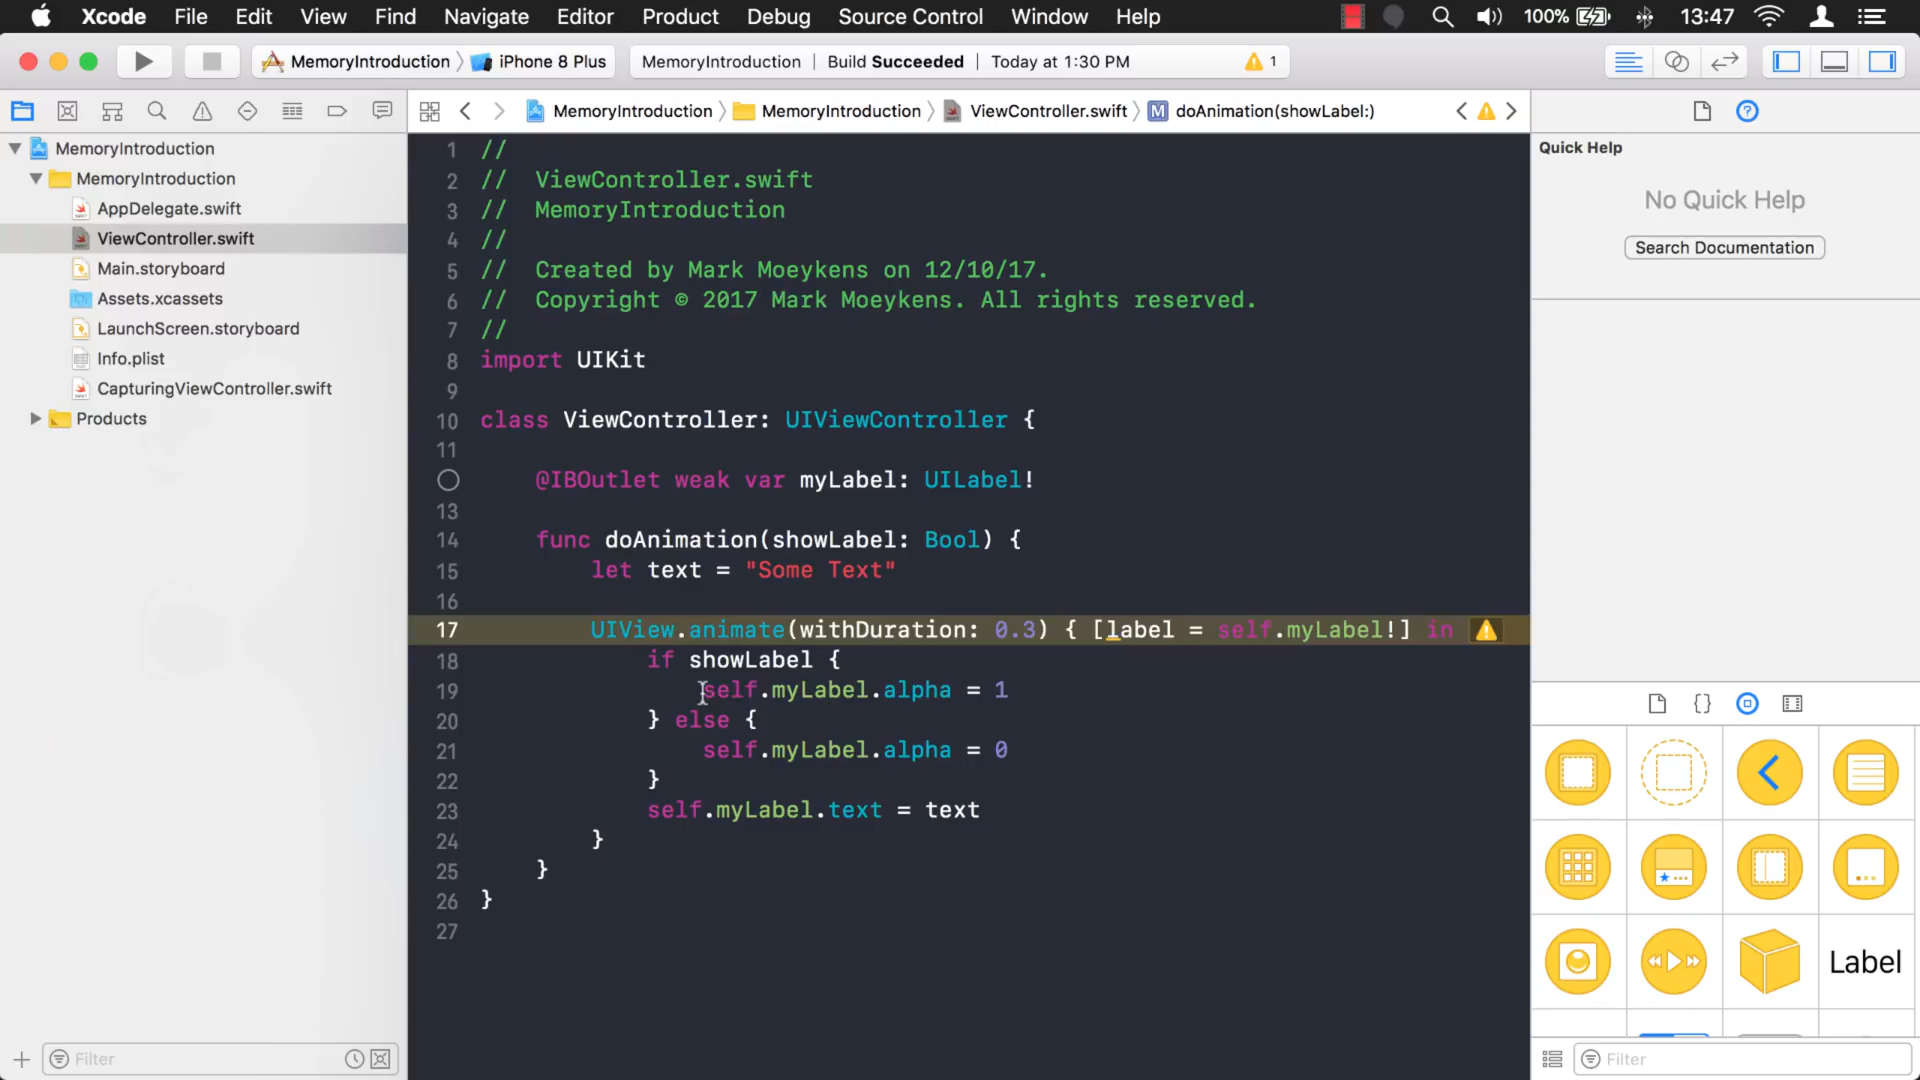 Xcode File Edit View Find Navigate Editor Product Debug Source Control Window Help 100% 13:47
MemoryIntroduction iPhone 8 Plus MemoryIntroduction Build Succeeded Today at 1:30 PM 1
MemoryIntroduction MemoryIntroduction ViewController.swift M doAnimation(showLabel:)
MemoryIntroduction
MemoryIntroduction
AppDelegate.swift
ViewController.swift
Main.storyboard
Assets.xcassets
LaunchScreen.storyboard
Info.plist
CapturingViewController.swift
Products
Filter
1 //
2 //  ViewController.swift
3 //  MemoryIntroduction
4 //
5 //  Created by Mark Moeykens on 12/10/17.
6 //  Copyright © 2017 Mark Moeykens. All rights reserved.
7 //
8 import UIKit
9
10 class ViewController: UIViewController {
11
@IBOutlet weak var myLabel: UILabel!
13
14 func doAnimation(showLabel: Bool) {
15 let text = "Some Text"
16
17 UIView.animate(withDuration: 0.3) { [label = self.myLabel!] in
18 if showLabel {
19 self.myLabel.alpha = 1
20 } else {
21 self.myLabel.alpha = 0
22 }
23 self.myLabel.text = text
24 }
25 }
26 }
27
Quick Help
No Quick Help
Search Documentation
Label
Filter